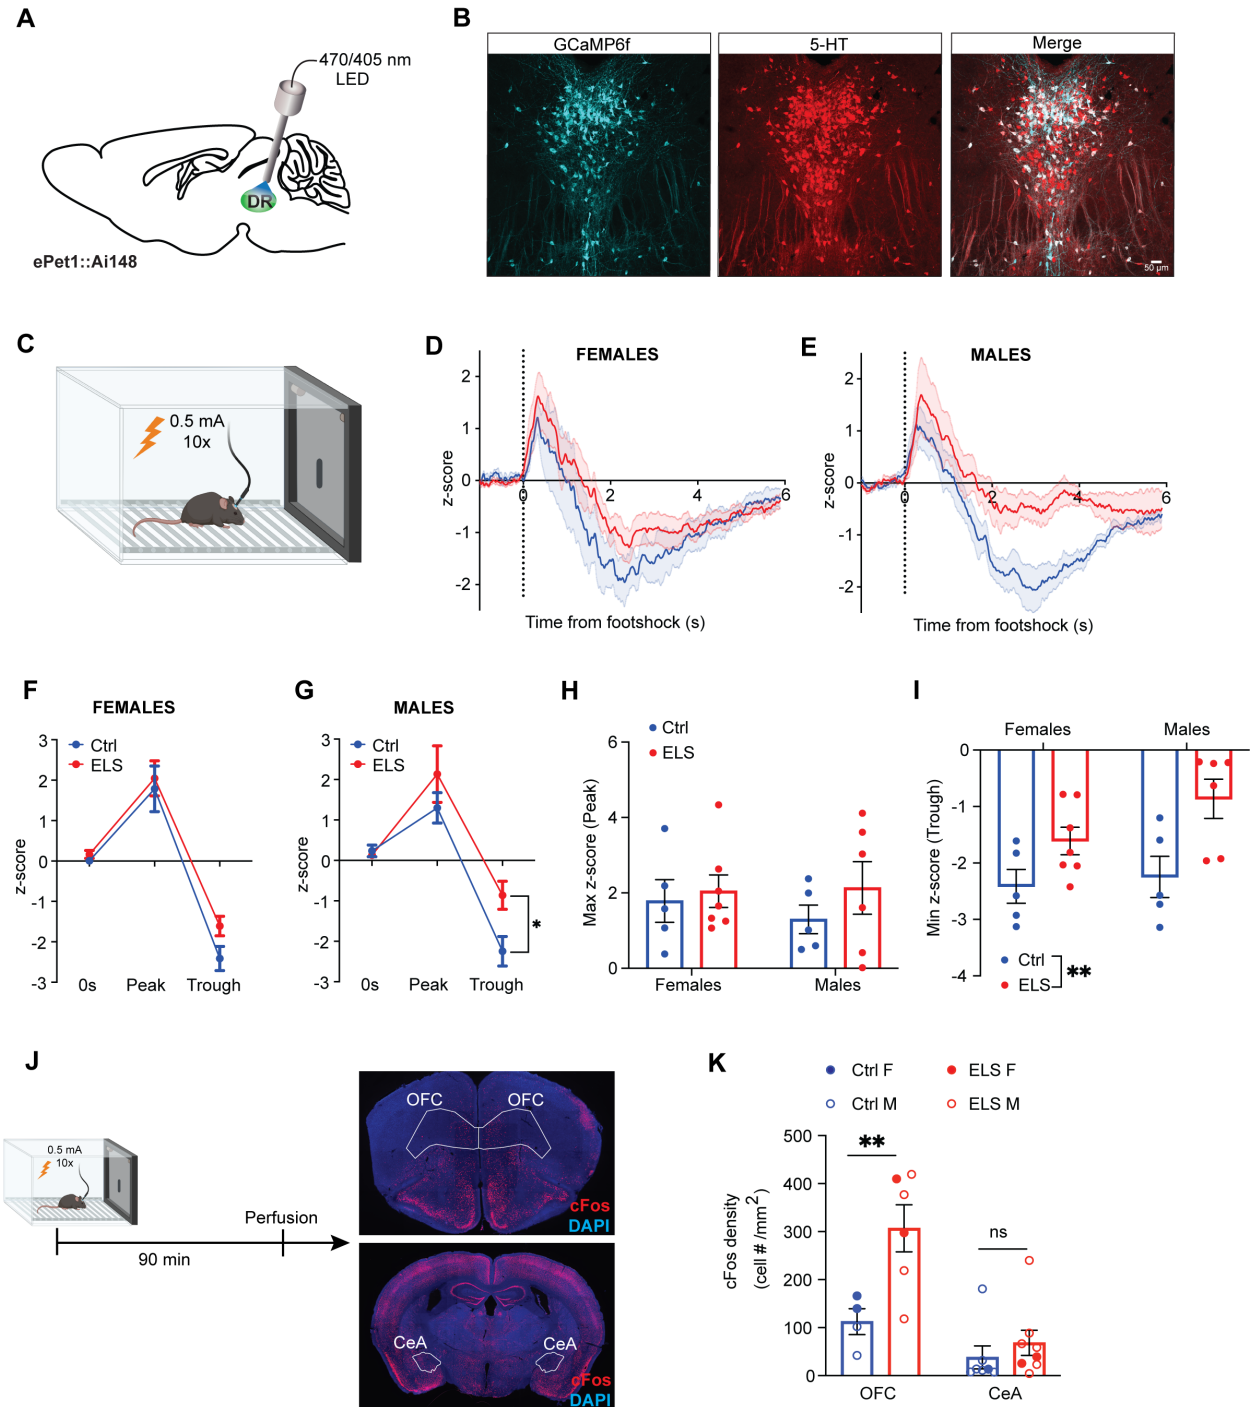 A
470/405 nm
LED
DR
ePet1::Ai148
B
GCaMP6f
5-HT
Merge
50 µm
C
0.5 mA
10x
D
FEMALES
z-score
2
1
0
-1
-2
0
2
4
6
Time from footshock (s)
E
MALES
z-score
2
1
0
-1
-2
0
2
4
6
Time from footshock (s)
F
FEMALES
Ctrl
ELS
z-score
3
2
1
0
-1
-2
-3
0s
Peak
Trough
G
MALES
Ctrl
ELS
z-score
3
2
1
0
-1
-2
-3
0s
Peak
Trough
*
H
Ctrl
ELS
Max z-score (Peak)
6
4
2
0
Females
Males
I
Females
Males
Min z-score (Trough)
0
-1
-2
-3
-4
Ctrl
ELS
**
J
0.5 mA
10x
Perfusion
90 min
OFC
OFC
cFos
DAPI
CeA
CeA
cFos
DAPI
K
Ctrl F
ELS F
Ctrl M
ELS M
cFos density
(cell # /mm2)
500
400
300
200
100
0
**
ns
OFC
CeA